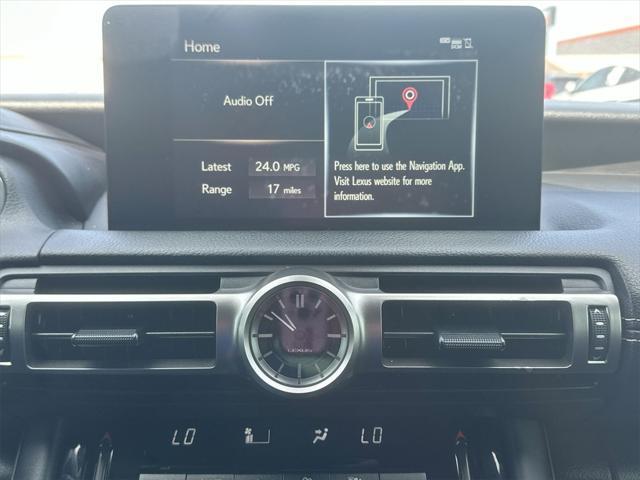 Home
Audio Off
Latest 24.0 MPG
Range 17 miles
Press here to use the Navigation App.
Visit Lexus website for more
information.
LEXUS
LO LO